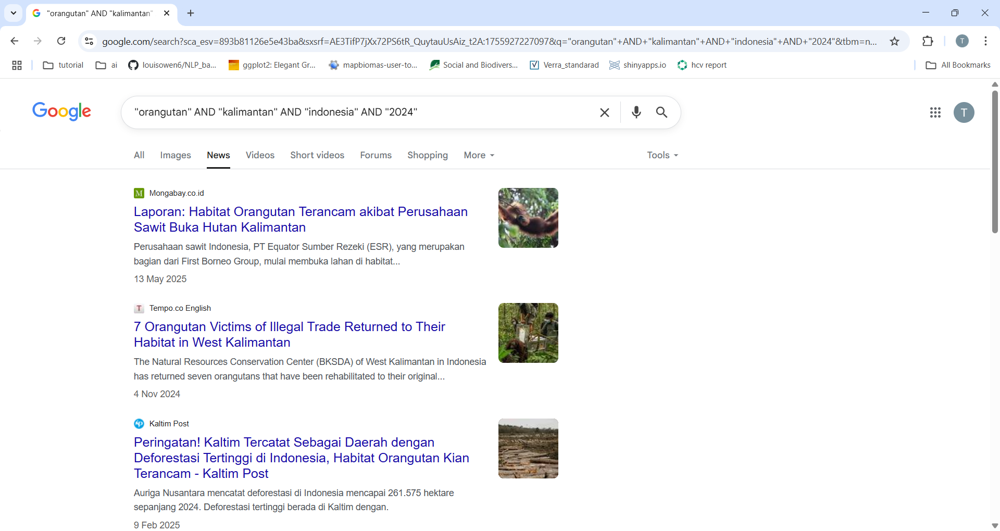 "orangutan" AND "kalimantan"
google.com/search?sca_esv=893b81126e5e43ba&sxsrf=AE3TifP7jXx72PS6tR_QuytauUsAiz_t2A:1755927227097&q="orangutan"+AND+"kalimantan"+AND+"indonesia"+AND+"2024"&tbm=n...
T
tutorial
ai
louisowen6/NLP_ba...
ggplot2: Elegant Gr...
mapbiomas-user-to...
Social and Biodivers...
Verra_standarad
shinyapps.io
hcv report
All Bookmarks
Google
"orangutan" AND "kalimantan" AND "indonesia" AND "2024"
T
All
Images
News
Videos
Short videos
Forums
Shopping
More
Tools
M
Mongabay.co.id
Laporan: Habitat Orangutan Terancam akibat Perusahaan
Sawit Buka Hutan Kalimantan
Perusahaan sawit Indonesia, PT Equator Sumber Rezeki (ESR), yang merupakan
bagian dari First Borneo Group, mulai membuka lahan di habitat...
13 May 2025
T
Tempo.co English
7 Orangutan Victims of Illegal Trade Returned to Their
Habitat in West Kalimantan
The Natural Resources Conservation Center (BKSDA) of West Kalimantan in Indonesia
has returned seven orangutans that have been rehabilitated to their original...
4 Nov 2024
Kaltim Post
Peringatan! Kaltim Tercatat Sebagai Daerah dengan
Deforestasi Tertinggi di Indonesia, Habitat Orangutan Kian
Terancam - Kaltim Post
Auriga Nusantara mencatat deforestasi di Indonesia mencapai 261.575 hektare
sepanjang 2024. Deforestasi tertinggi berada di Kaltim dengan.
9 Feb 2025